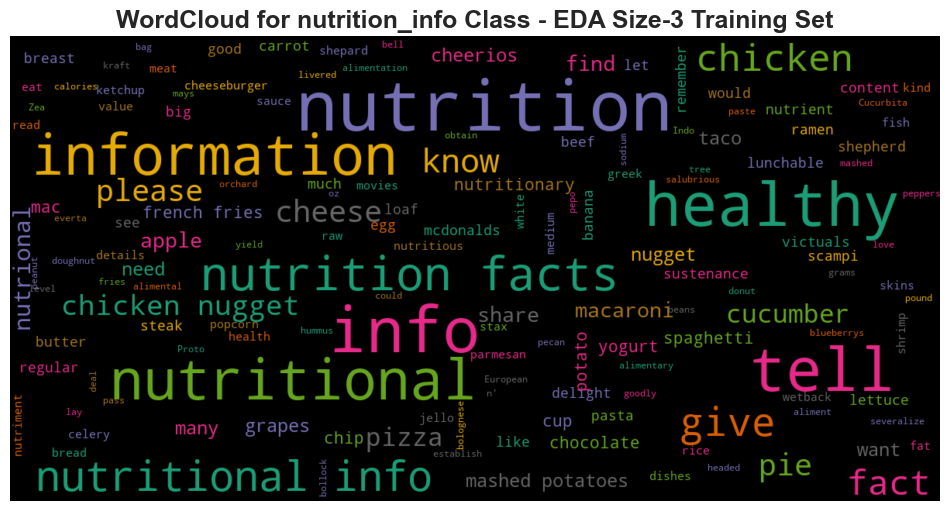 WordCloud for nutrition_info Class - EDA Size-3 Training Set
bag
bell
good
carrot
shepard
cheerios
chicken
breast
kraft
meat
alimentation
find
let
remember
eat
calories
ketchup
cheeseburger
livered
nutrition
would
content
kind
Zea
mays
value
big
sauce
paste
nutrient
Cucurbita
read
information
know
obtain
beef
sodium
Indo
taco
ramen
fish
shepherd
lunchable
mashed
please
orchard
much
movies
nutritionary
greek
tree
salubrious
healthy
peppers
oz
mac
everta
see
french fries
cheese
loaf
egg
mcdonalds
white
medium
pepo
banana
nutrional
peanut
details
apple
yield
raw
nutritious
nugget
victuals
scampi
love
doughnut
need
level
fries
alimental
nutrition facts
sustenance
grams
skins
donut
pound
chicken nugget
could
info
share
macaroni
beans
cucumber
steak
popcorn
health
hummus
stax
blueberrys
shrimp
butter
Proto
pecan
potato
yogurt
spaghetti
regular
deal
nutritional
parmesan
alimentary
tell
European
n'
pass
delight
goodly
wetback
lettuce
nutriment
lay
celery
many
grapes
jello
bolognese
cup
pasta
give
aliment
severalize
chip
pizza
like
chocolate
rice
want
fat
bread
establish
nutritional info
bollock
mashed potatoes
dishes
headed
pie
fact